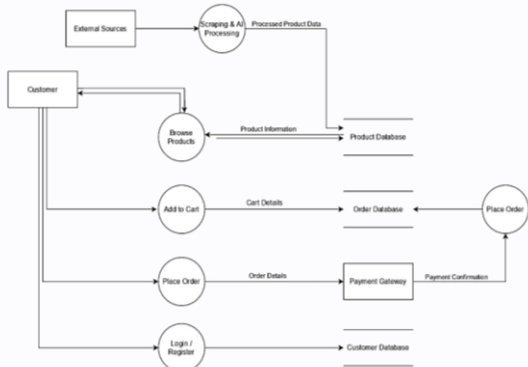 External Sources
Scraping & AI
Processing
Processed Product Data
Customer
Browse
Products
Product Information
Product Database
Add to Cart
Cart Details
Order Database
Place Order
Place Order
Order Details
Payment Gateway
Payment Confirmation
Login /
Register
Customer Database